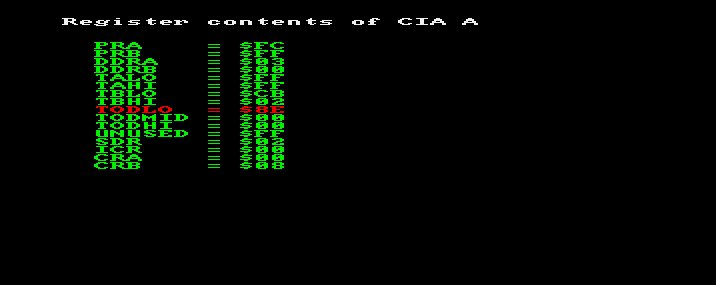 Register contents of CIA A
PRA = $FC
PRB = $FF
DDRA = $03
DDRB = $00
TALO = $FF
TAHI = $FF
TBLO = $CB
TBHI = $02
TODLO = $8E
TODMID = $00
TODHI = $00
UNUSED = $FF
SDR = $02
ICR = $00
CRA = $00
CRB = $08